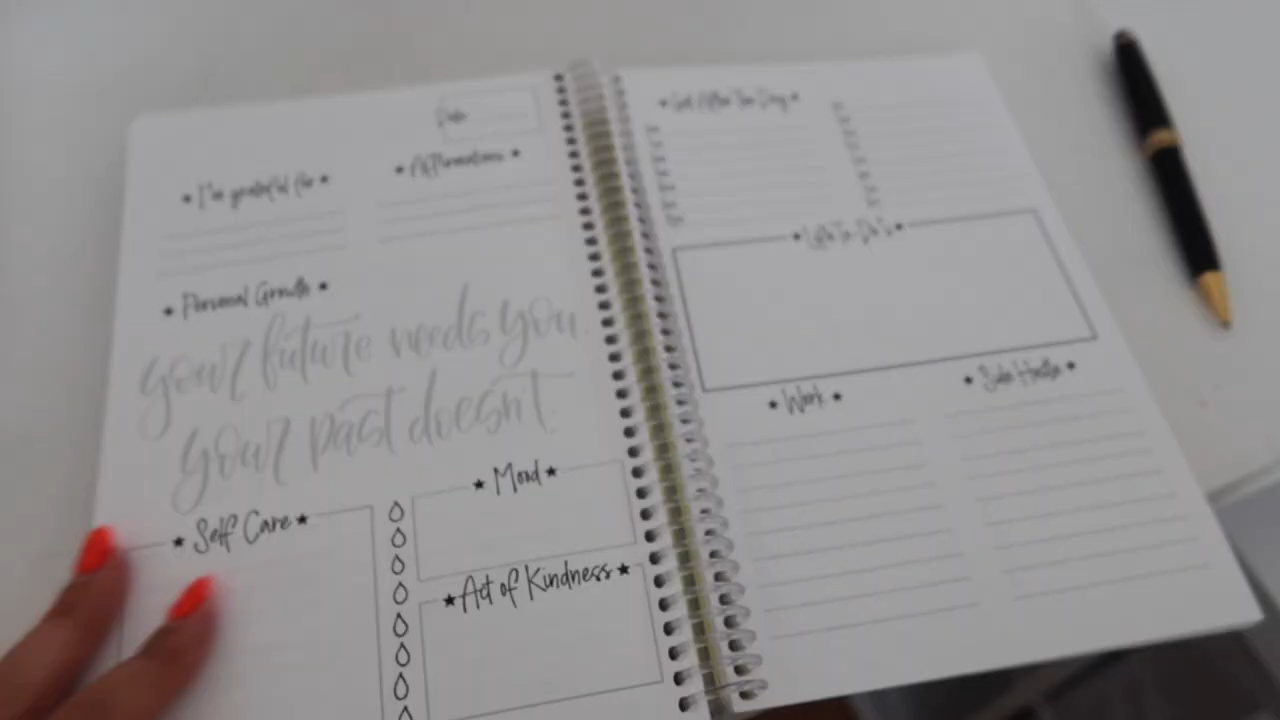 Date
★ I'm grateful for ★
★ Affirmations ★
★ Personal Growth ★
your future needs you.
your past doesn't.
★ Self Care ★
★ Mood ★
★ Act of Kindness ★
★ Get After The Day ★
★ Life To-Do's ★
★ Work ★
★ Side Hustle ★